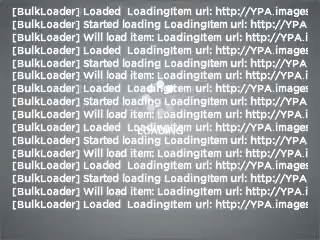 [BulkLoader] Loaded  LoadingItem url: http://YPA.images
[BulkLoader] Started loading LoadingItem url: http://YPA
[BulkLoader] Will load item: LoadingItem url: http://YPA.i
[BulkLoader] Loaded  LoadingItem url: http://YPA.images
[BulkLoader] Started loading LoadingItem url: http://YPA
[BulkLoader] Will load item: LoadingItem url: http://YPA.i
[BulkLoader] Loaded  LoadingItem url: http://YPA.images
[BulkLoader] Started loading LoadingItem url: http://YPA
[BulkLoader] Will load item: LoadingItem url: http://YPA.i
[BulkLoader] Loaded  LoadingItem url: http://YPA.images
LOADING
[BulkLoader] Started loading LoadingItem url: http://YPA
[BulkLoader] Will load item: LoadingItem url: http://YPA.i
[BulkLoader] Loaded  LoadingItem url: http://YPA.images
[BulkLoader] Started loading LoadingItem url: http://YPA
[BulkLoader] Will load item: LoadingItem url: http://YPA.i
[BulkLoader] Loaded  LoadingItem url: http://YPA.images